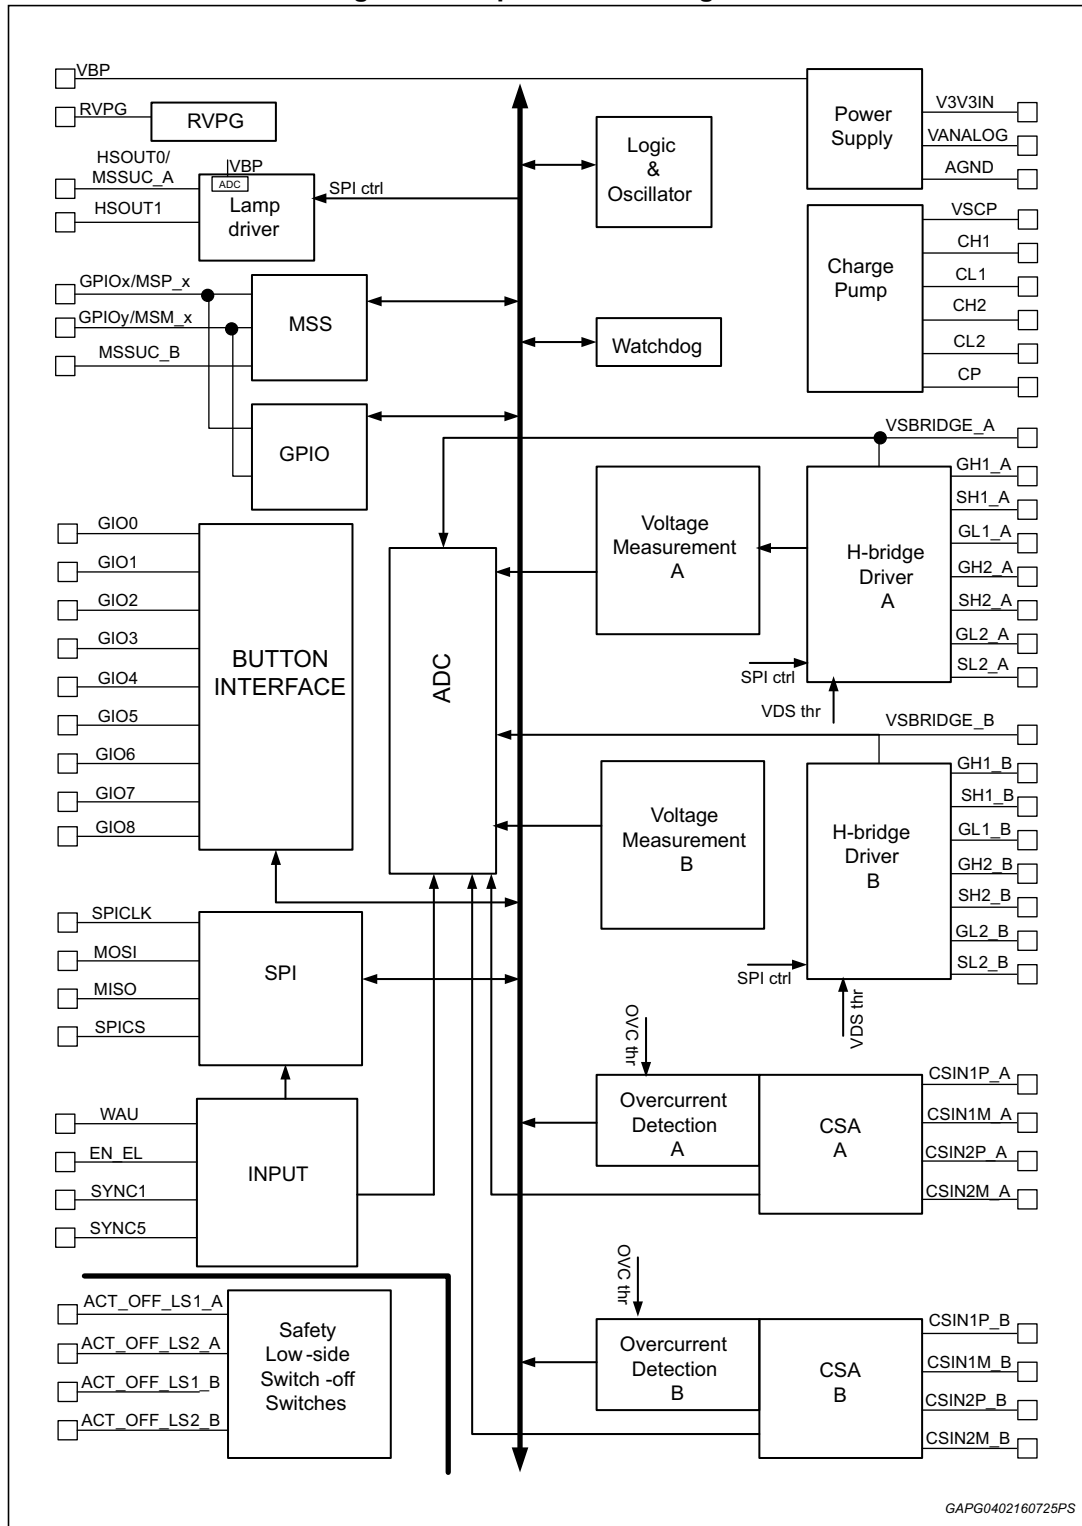 VBP
RVPG
RVPG
HSOUT0/
MSSUC_A
HSOUT1
VBP
ADC
Lamp
driver
SPI ctrl
Logic
&
Oscillator
Power
Supply
V3V3IN
VANALOG
AGND
Charge
Pump
VSCP
CH1
CL1
CH2
CL2
CP
GPIOx/MSP_x
GPIOy/MSM_x
MSSUC_B
MSS
GPIO
Watchdog
VSBRIDGE_A
GH1_A
SH1_A
GL1_A
GH2_A
SH2_A
GL2_A
SL2_A
Voltage
Measurement
A
H-bridge
Driver
A
SPI ctrl
VDS thr
GIO0
GIO1
GIO2
GIO3
GIO4
GIO5
GIO6
GIO7
GIO8
BUTTON
INTERFACE
ADC
VSBRIDGE_B
GH1_B
SH1_B
GL1_B
GH2_B
SH2_B
GL2_B
SL2_B
Voltage
Measurement
B
H-bridge
Driver
B
SPI ctrl
VDS thr
SPICLK
MOSI
MISO
SPICS
SPI
OVC thr
Overcurrent
Detection
A
CSA
A
CSIN1P_A
CSIN1M_A
CSIN2P_A
CSIN2M_A
WAU
EN_EL
SYNC1
SYNC5
INPUT
OVC thr
Overcurrent
Detection
B
CSA
B
CSIN1P_B
CSIN1M_B
CSIN2P_B
CSIN2M_B
ACT_OFF_LS1_A
ACT_OFF_LS2_A
ACT_OFF_LS1_B
ACT_OFF_LS2_B
Safety
Low-side
Switch-off
Switches
GAPG0402160725PS